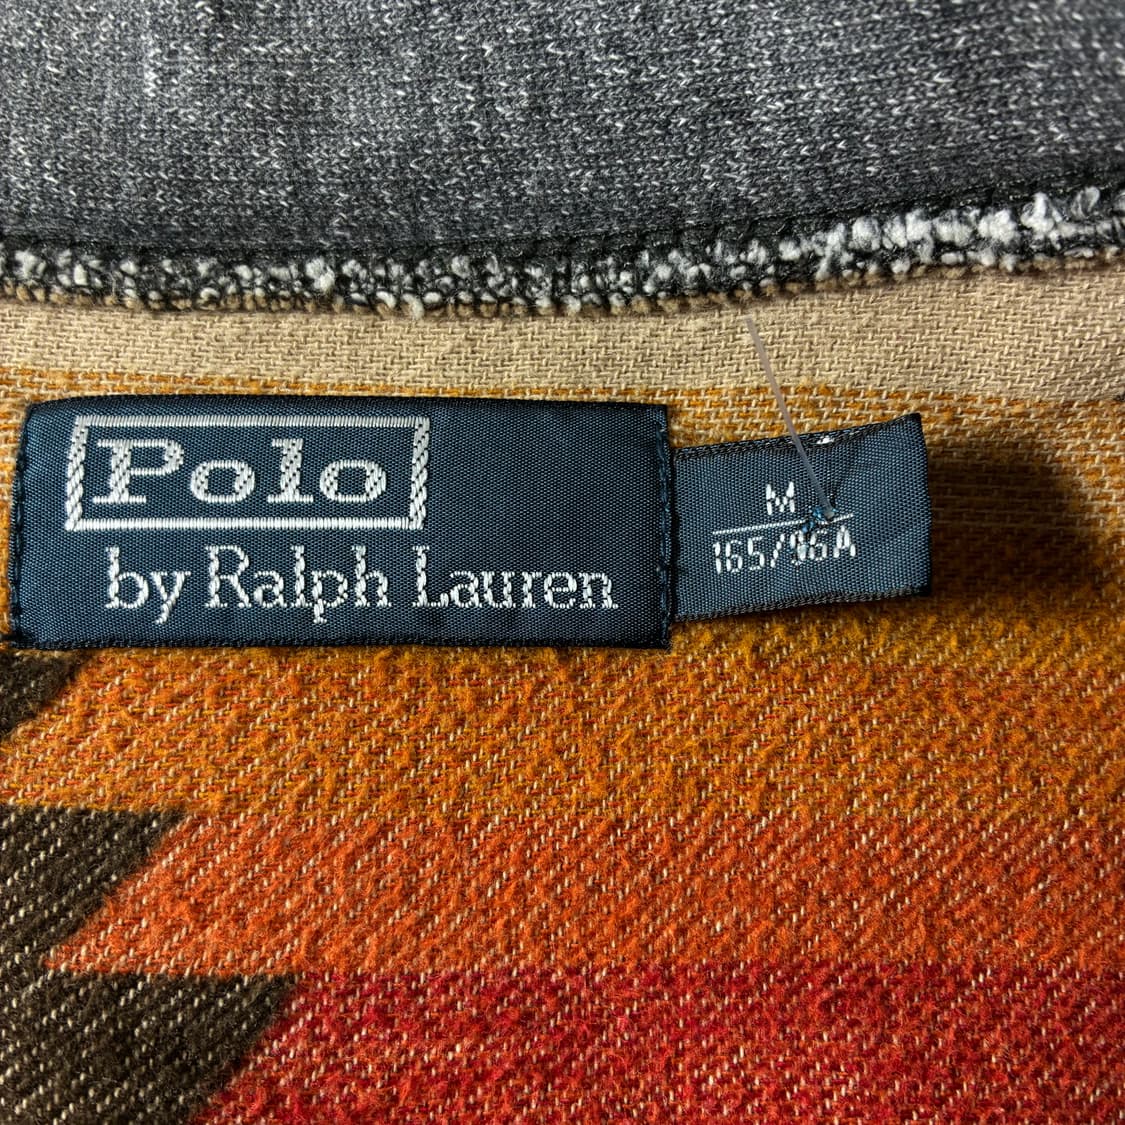 Polo
by Ralph Lauren
M
165/96A